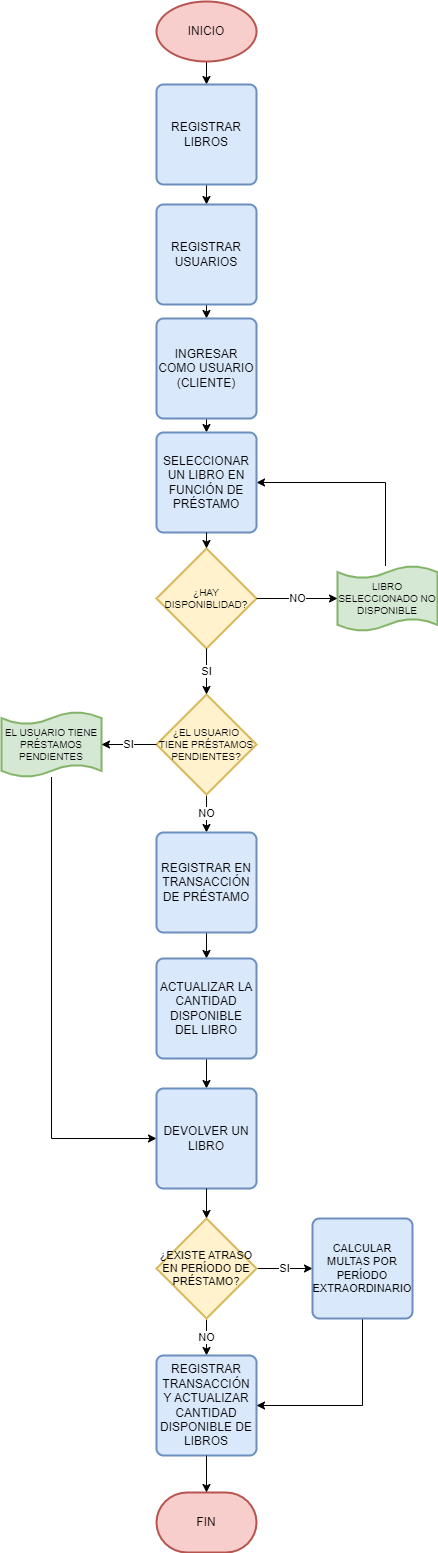 INICIO
REGISTRAR
LIBROS
REGISTRAR
USUARIOS
INGRESAR
COMO USUARIO
(CLIENTE)
SELECCIONAR
UN LIBRO EN
FUNCIÓN DE
PRÉSTAMO
¿HAY
DISPONIBLIDAD?
NO
LIBRO
SELECCIONADO NO
DISPONIBLE
SI
¿EL USUARIO
TIENE PRÉSTAMOS
PENDIENTES?
SI
EL USUARIO TIENE
PRÉSTAMOS
PENDIENTES
NO
REGISTRAR EN
TRANSACCIÓN
DE PRÉSTAMO
ACTUALIZAR LA
CANTIDAD
DISPONIBLE
DEL LIBRO
DEVOLVER UN
LIBRO
¿EXISTE ATRASO
EN PERÍODO DE
PRÉSTAMO?
SI
CALCULAR
MULTAS POR
PERÍODO
EXTRAORDINARIO
NO
REGISTRAR
TRANSACCIÓN
Y ACTUALIZAR
CANTIDAD
DISPONIBLE DE
LIBROS
FIN